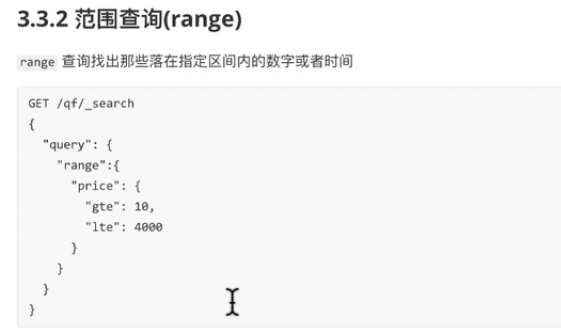 3.3.2 范围查询(range)
range 查询找出那些落在指定区间内的数字或者时间
GET /qf/_search
{
  "query": {
    "range":{
      "price": {
        "gte": 10,
        "lte": 4000
      }
    }
  }
}